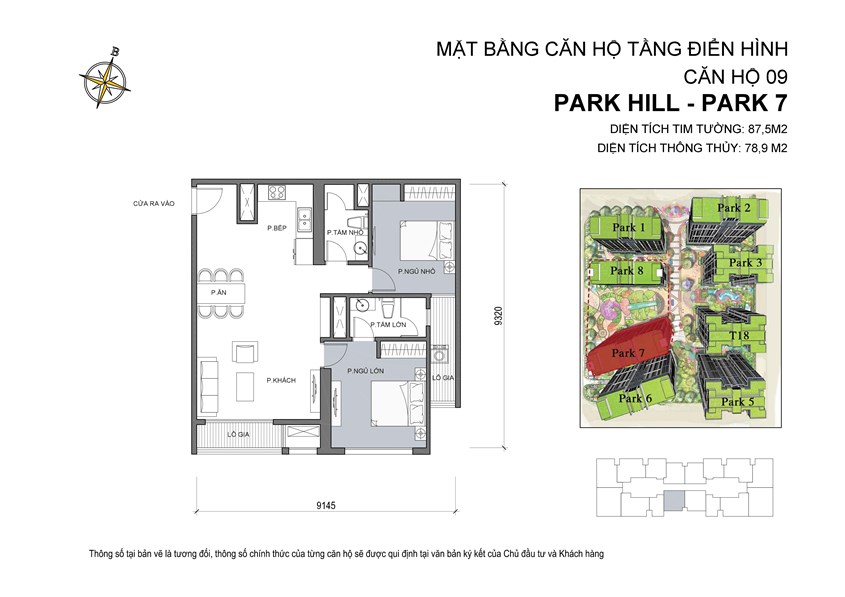 B
MẶT BẰNG CĂN HỘ TẦNG ĐIỂN HÌNH
CĂN HỘ 09
PARK HILL - PARK 7
DIỆN TÍCH TIM TƯỜNG: 87,5M2
DIỆN TÍCH THÔNG THỦY: 78,9 M2
CỬA RA VÀO
P.BẾP
P.TẮM NHỎ
P.NGỦ NHỎ
P.ĂN
P.TẮM LỚN
P.KHÁCH
P.NGỦ LỚN
LÔ GIA
LÔ GIA
9320
9145
Park 2
Park 1
Park 3
Park 8
T18
Park 7
Park 6
Park 5
Thông số tại bản vẽ là tương đối, thông số chính thức của từng căn hộ sẽ được qui định tại văn bản ký kết của Chủ đầu tư và Khách hàng